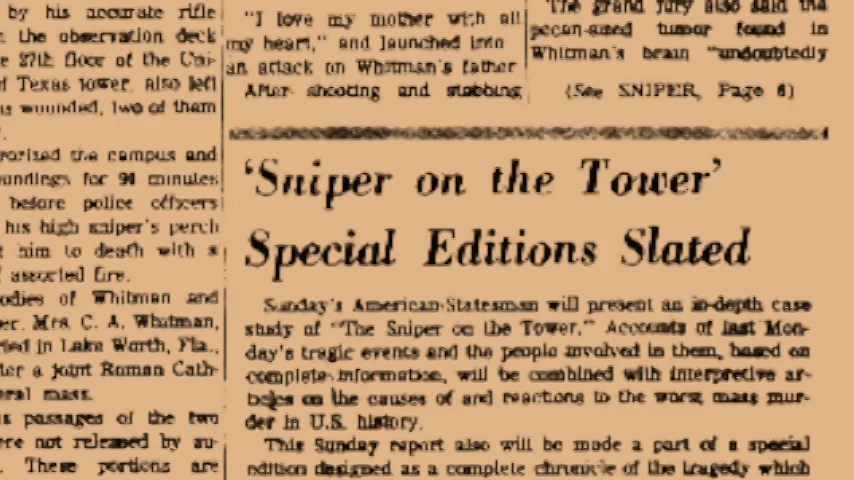 by his accurate rifle
the observation deck
27th floor of the Uni-
Texas tower, also left
wounded, two of them
the campus and
for 94 minutes
before police officers
his high sniper's perch
him to death with a
assorted fire.
of Whitman and
Mrs. C. A. Whitman,
in Lake Worth, Fla.,
a joint Roman Cath-
mass.
passages of the two
not released by au-
These portions are
"I love my mother with all
my heart," and launched into
an attack on Whitman's father
After shooting and stabbing
The grand jury also said the
pecan-sized tumor found in
Whitman's brain "undoubtedly
(See SNIPER, Page 6)
'Sniper on the Tower'
Special Editions Slated
Sunday's American-Statesman will present an in-depth case
study of "The Sniper on the Tower." Accounts of last Mon-
day's tragic events and the people involved in them, based on
complete information, will be combined with interpretive ar-
ticles on the causes of and reactions to the worst mass mur-
der in U.S. history.
This Sunday report also will be made a part of a special
edition designed as a complete chronicle of the tragedy which